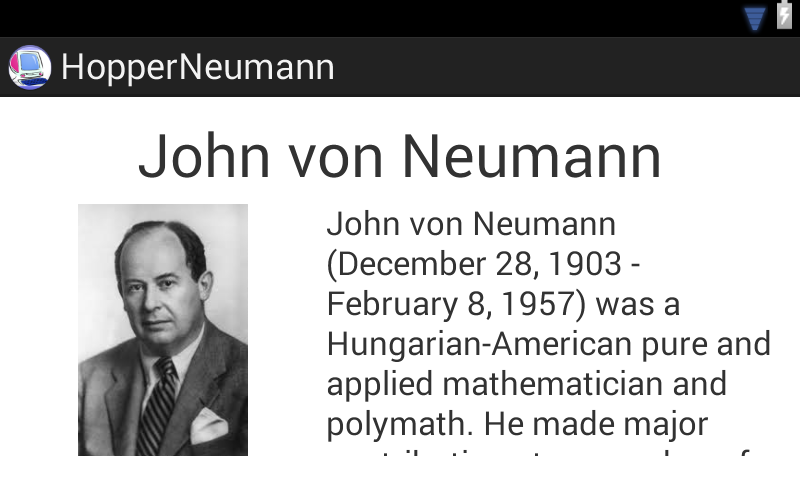 HopperNeumann
John von Neumann
John von Neumann
(December 28, 1903 -
February 8, 1957) was a
Hungarian-American pure and
applied mathematician and
polymath. He made major